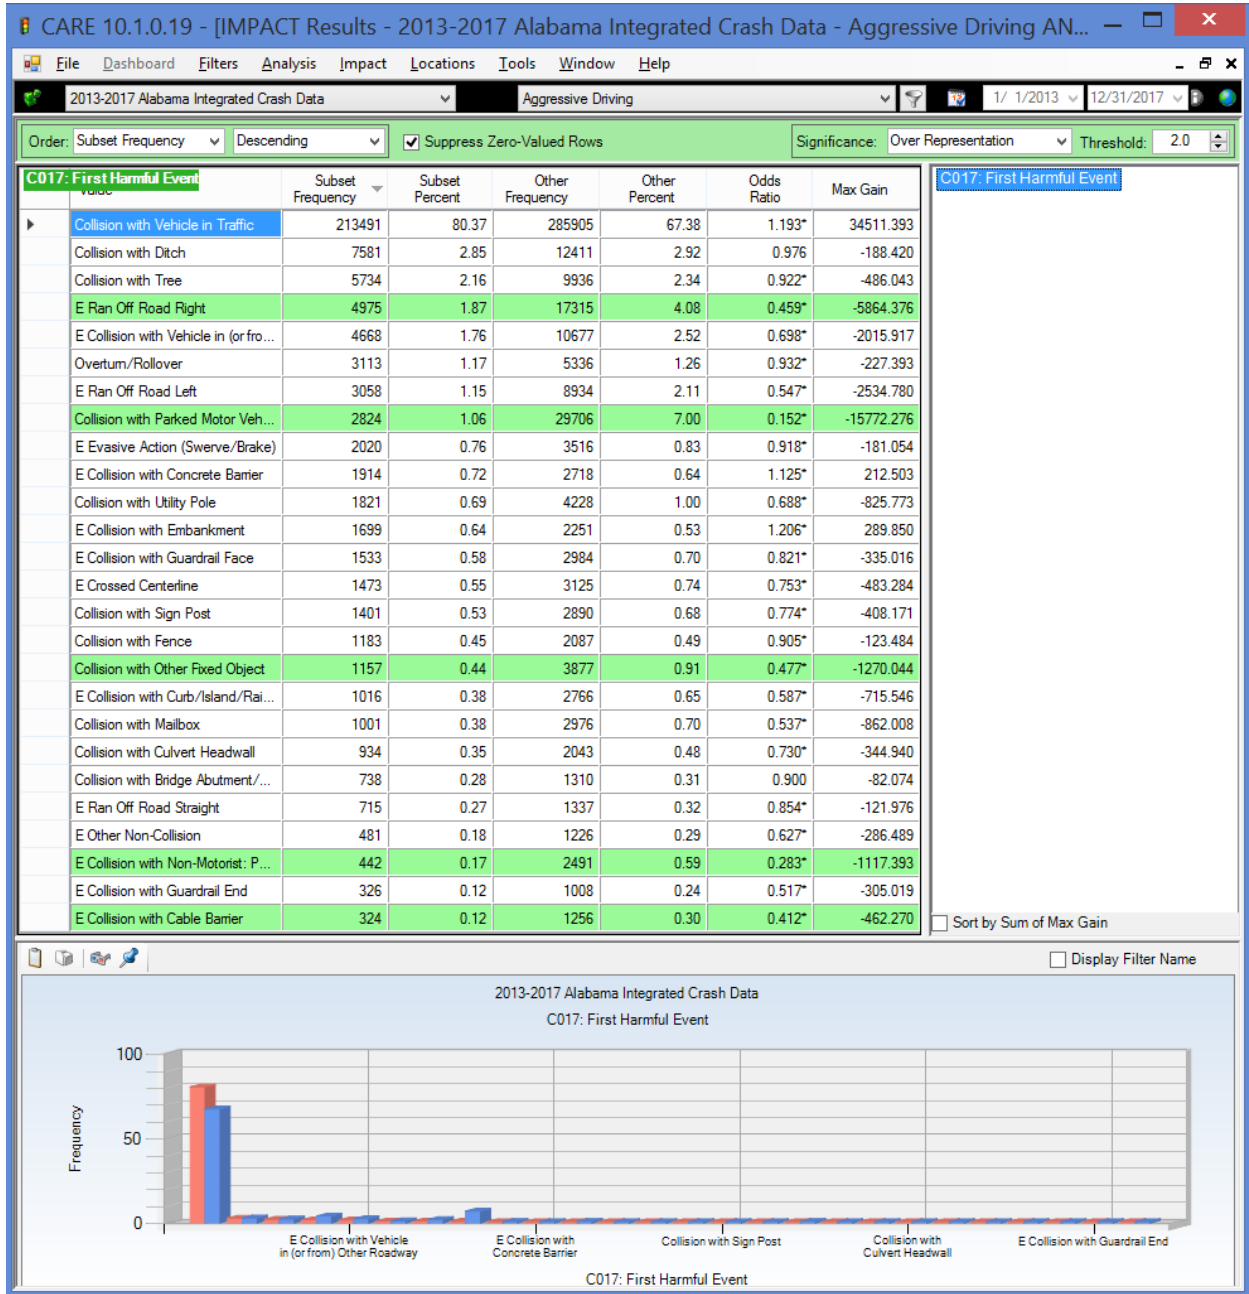 CARE 10.1.0.19 - [IMPACT Results - 2013-2017 Alabama Integrated Crash Data - Aggressive Driving AN...
File Dashboard Filters Analysis Impact Locations Tools Window Help
2013-2017 Alabama Integrated Crash Data Aggressive Driving 1/ 1/2013 12/31/2017
Order: Subset Frequency Descending Suppress Zero-Valued Rows Significance: Over Representation Threshold: 2.0
C017: First Harmful Event Subset Frequency Subset Percent Other Frequency Other Percent Odds Ratio Max Gain C017: First Harmful Event
Collision with Vehicle in Traffic 213491 80.37 285905 67.38 1.193* 34511.393
Collision with Ditch 7581 2.85 12411 2.92 0.976 -188.420
Collision with Tree 5734 2.16 9936 2.34 0.922* -486.043
E Ran Off Road Right 4975 1.87 17315 4.08 0.459* -5864.376
E Collision with Vehicle in (or fro... 4668 1.76 10677 2.52 0.698* -2015.917
Overturn/Rollover 3113 1.17 5336 1.26 0.932* -227.393
E Ran Off Road Left 3058 1.15 8934 2.11 0.547* -2534.780
Collision with Parked Motor Veh... 2824 1.06 29706 7.00 0.152* -15772.276
E Evasive Action (Swerve/Brake) 2020 0.76 3516 0.83 0.918* -181.054
E Collision with Concrete Barrier 1914 0.72 2718 0.64 1.125* 212.503
Collision with Utility Pole 1821 0.69 4228 1.00 0.688* -825.773
E Collision with Embankment 1699 0.64 2251 0.53 1.206* 289.850
E Collision with Guardrail Face 1533 0.58 2984 0.70 0.821* -335.016
E Crossed Centerline 1473 0.55 3125 0.74 0.753* -483.284
Collision with Sign Post 1401 0.53 2890 0.68 0.774* -408.171
Collision with Fence 1183 0.45 2087 0.49 0.905* -123.484
Collision with Other Fixed Object 1157 0.44 3877 0.91 0.477* -1270.044
E Collision with Curb/Island/Rai... 1016 0.38 2766 0.65 0.587* -715.546
Collision with Mailbox 1001 0.38 2976 0.70 0.537* -862.008
Collision with Culvert Headwall 934 0.35 2043 0.48 0.730* -344.940
Collision with Bridge Abutment/... 738 0.28 1310 0.31 0.900 -82.074
E Ran Off Road Straight 715 0.27 1337 0.32 0.854* -121.976
E Other Non-Collision 481 0.18 1226 0.29 0.627* -286.489
E Collision with Non-Motorist: P... 442 0.17 2491 0.59 0.283* -1117.393
E Collision with Guardrail End 326 0.12 1008 0.24 0.517* -305.019
E Collision with Cable Barrier 324 0.12 1256 0.30 0.412* -462.270
Sort by Sum of Max Gain
Display Filter Name
2013-2017 Alabama Integrated Crash Data
C017: First Harmful Event
100
50
0
Frequency
E Collision with Vehicle in (or from) Other Roadway
E Collision with Concrete Barrier
Collision with Sign Post
Collision with Culvert Headwall
E Collision with Guardrail End
C017: First Harmful Event